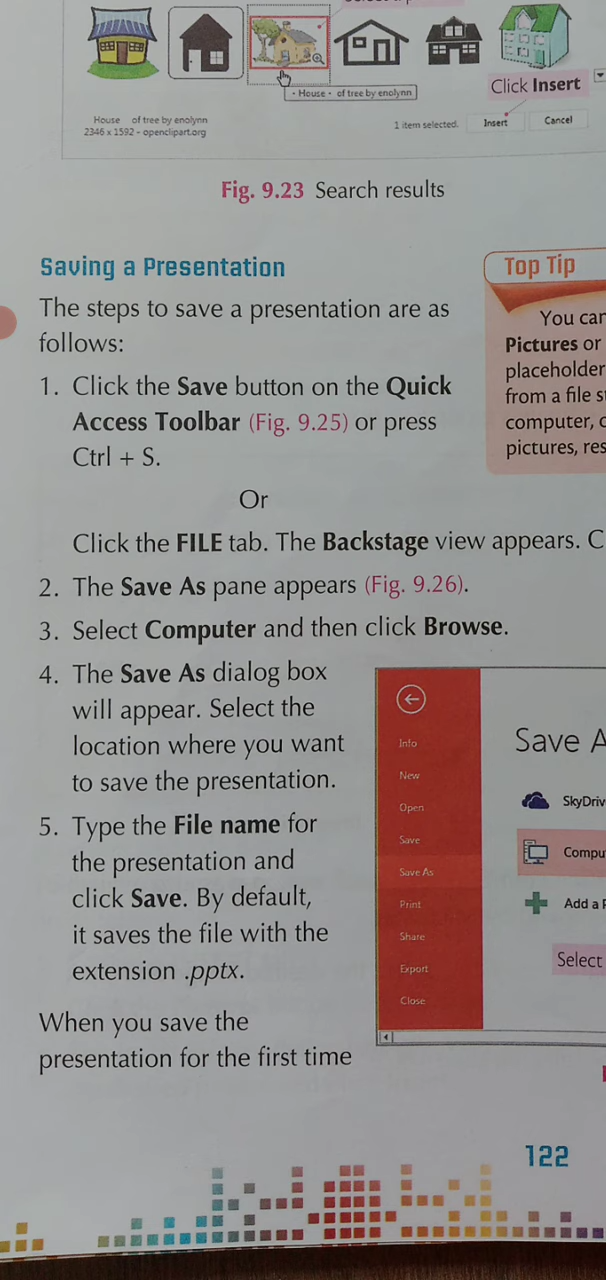 Click Insert
• House • of tree by enolynn
House of tree by enolynn
2346 x 1592 - openclipart.org
1 item selected.
Insert
Cancel
Fig. 9.23 Search results
Saving a Presentation
The steps to save a presentation are as
follows:
1. Click the Save button on the Quick
Access Toolbar (Fig. 9.25) or press
Ctrl + S.
Or
Click the FILE tab. The Backstage view appears.
2. The Save As pane appears (Fig. 9.26).
3. Select Computer and then click Browse.
4. The Save As dialog box
will appear. Select the
location where you want
to save the presentation.
5. Type the File name for
the presentation and
click Save. By default,
it saves the file with the
extension .pptx.
When you save the
presentation for the first time
Top Tip
You can
Pictures or
placeholder
from a file
computer,
pictures,
Info
New
Open
Save
Save As
Print
Share
Export
Close
Save
Add a
Select
122